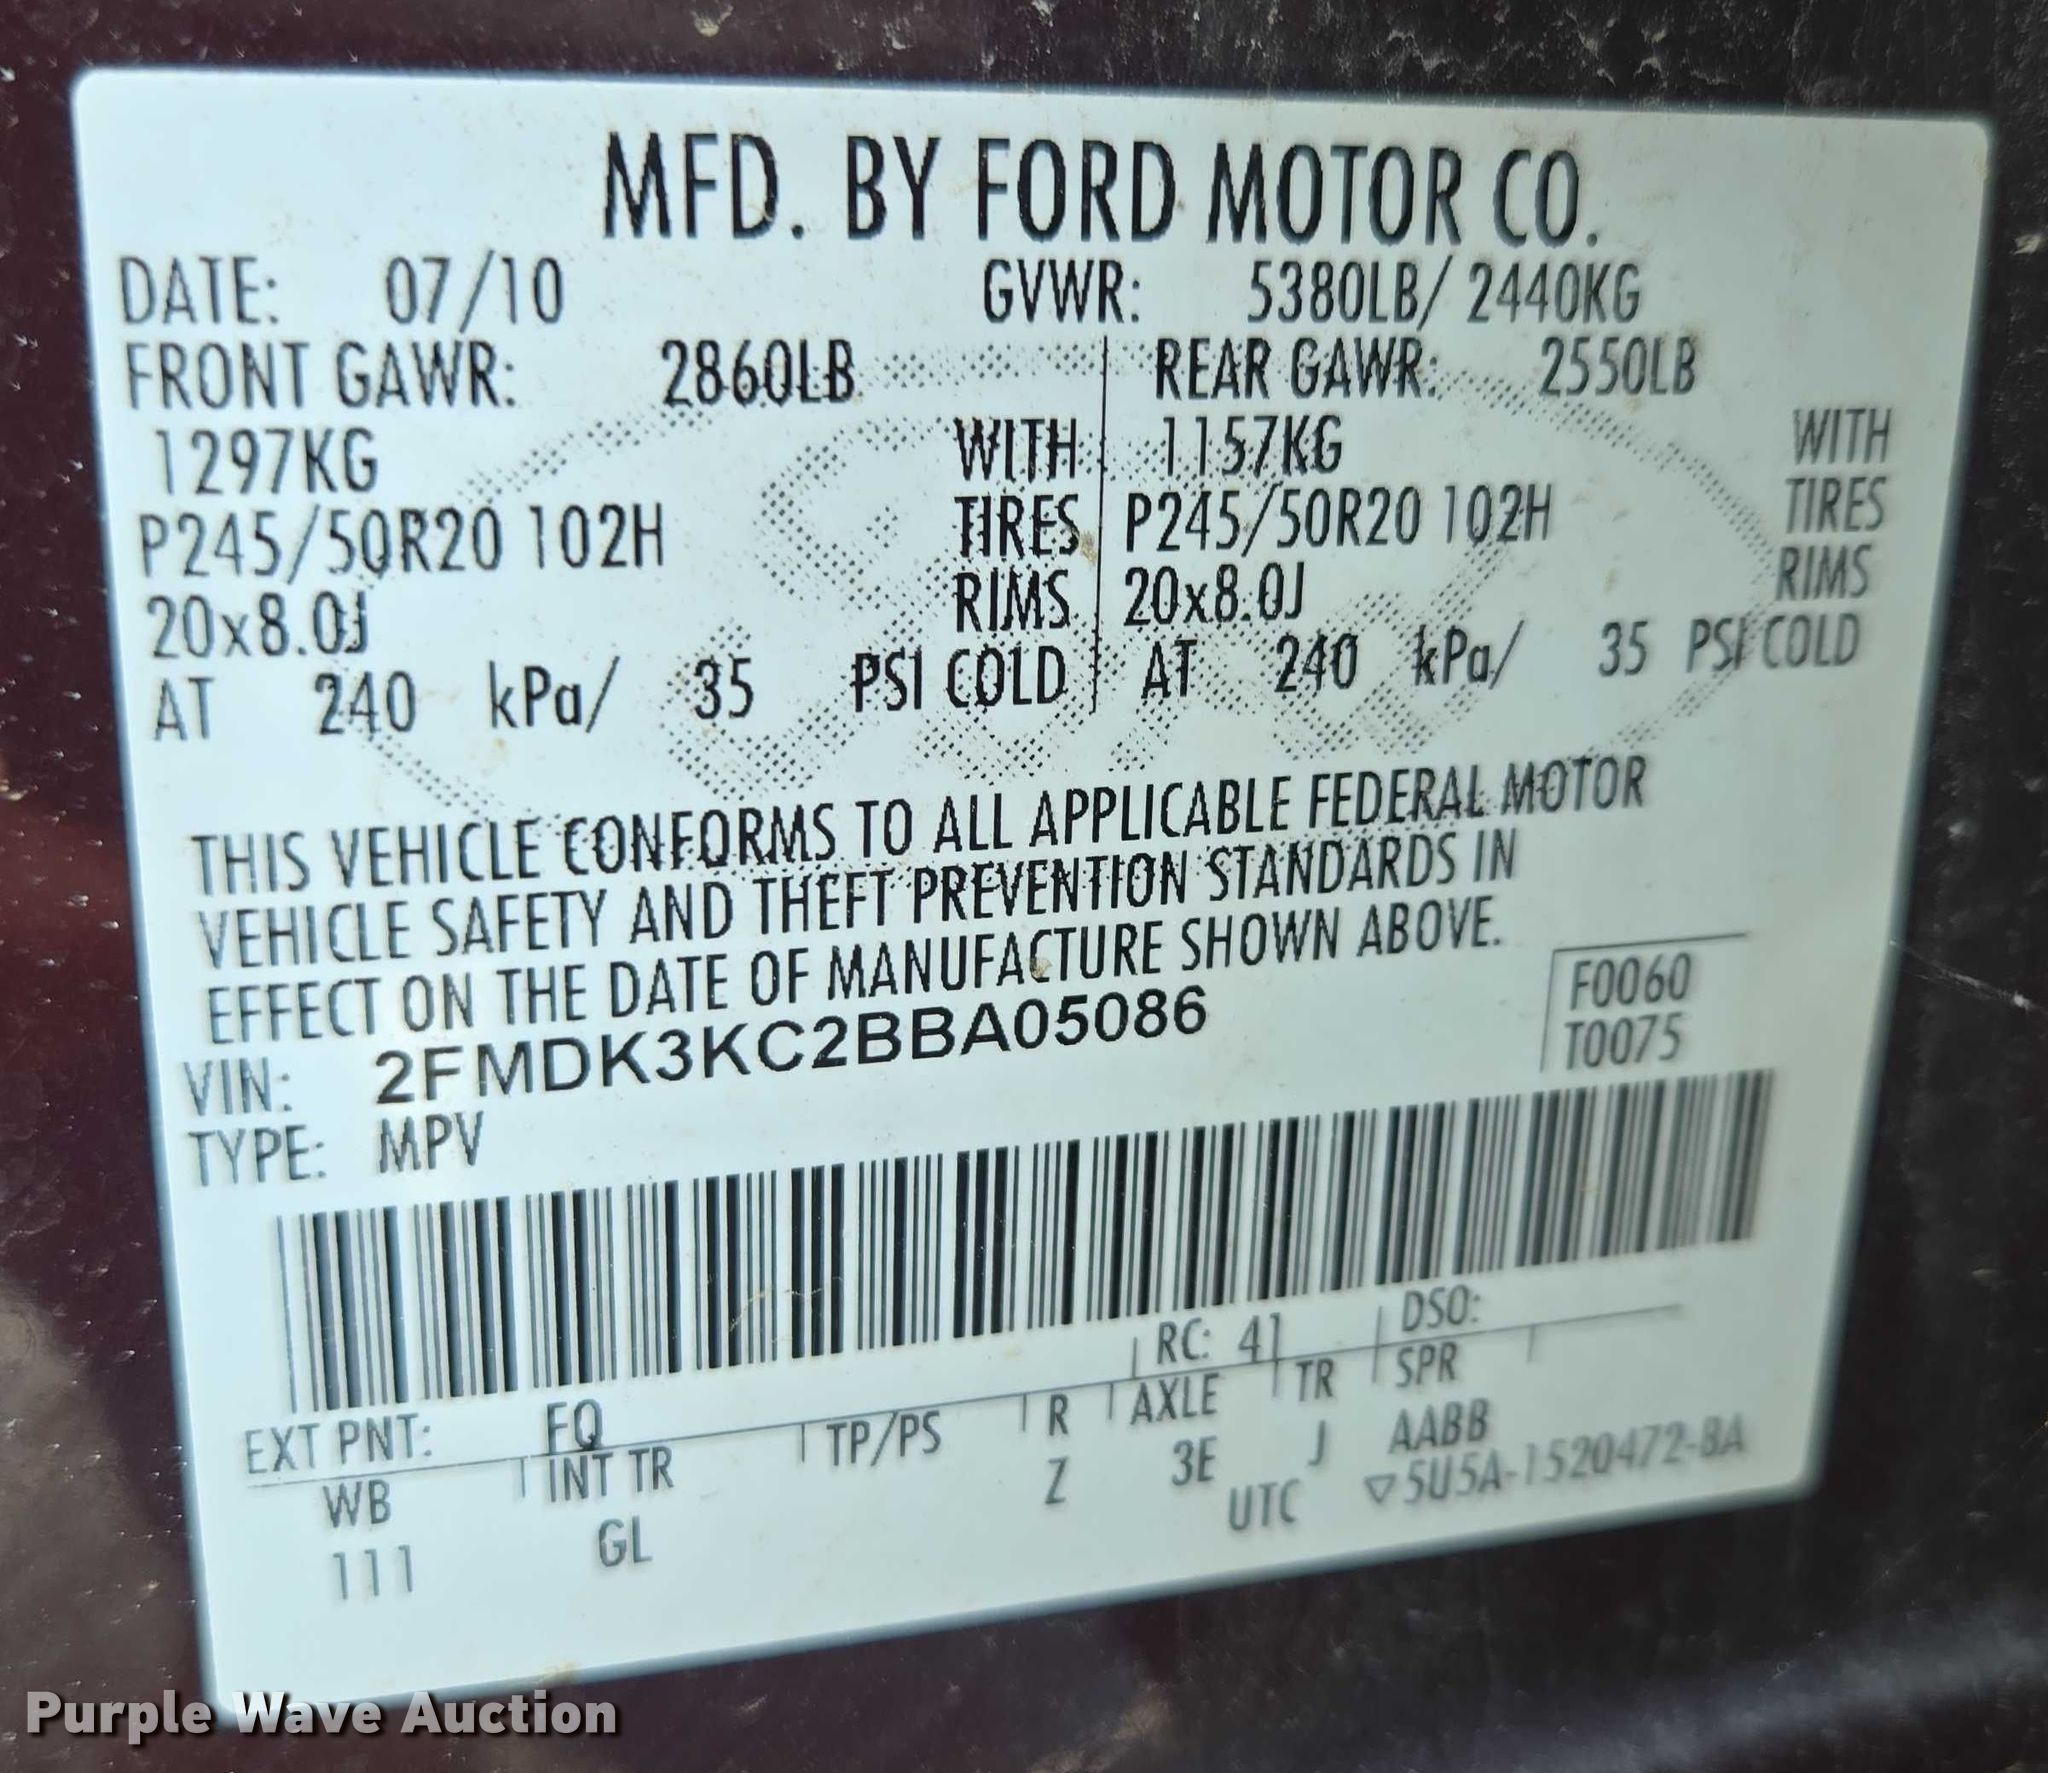 MFD. BY FORD MOTOR CO.
DATE: 07/10 GVWR: 5380LB/ 2440KG
FRONT GAWR: 2860LB REAR GAWR: 2550LB
1297KG WITH 1157KG WITH
P245/50R20 102H TIRES P245/50R20 102H TIRES
20x8.0J RIMS 20x8.0J RIMS
AT 240 kPa/ 35 PSI COLD AT 240 kPa/ 35 PSI COLD
THIS VEHICLE CONFORMS TO ALL APPLICABLE FEDERAL MOTOR
VEHICLE SAFETY AND THEFT PREVENTION STANDARDS IN
EFFECT ON THE DATE OF MANUFACTURE SHOWN ABOVE.
VIN: 2FMDK3KC2BBA05086 F0060
TYPE: MPV T0075
RC: 41 DSO:
EXT PNT: FQ
WB INT TR TP/PS R AXLE TR SPR
111 GL Z 3E J AABB
UTC ▽5U5A-1520472-BA
Purple Wave Auction